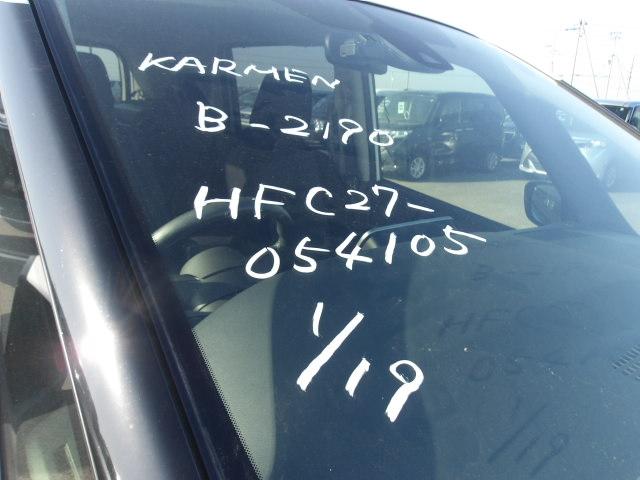 KARMEN
B-2190
HFC27-
054105
1/19